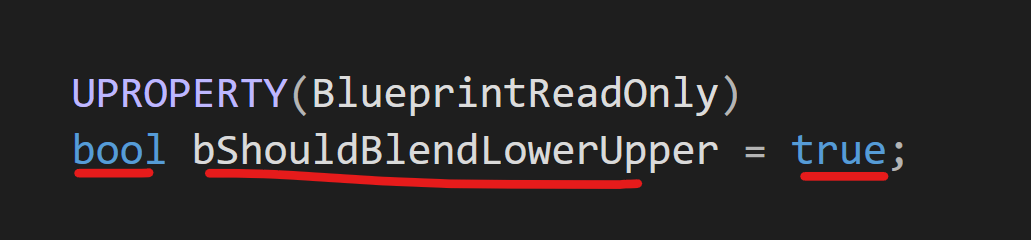 UPROPERTY(BlueprintReadOnly)
bool bShouldBlendLowerUpper = true;